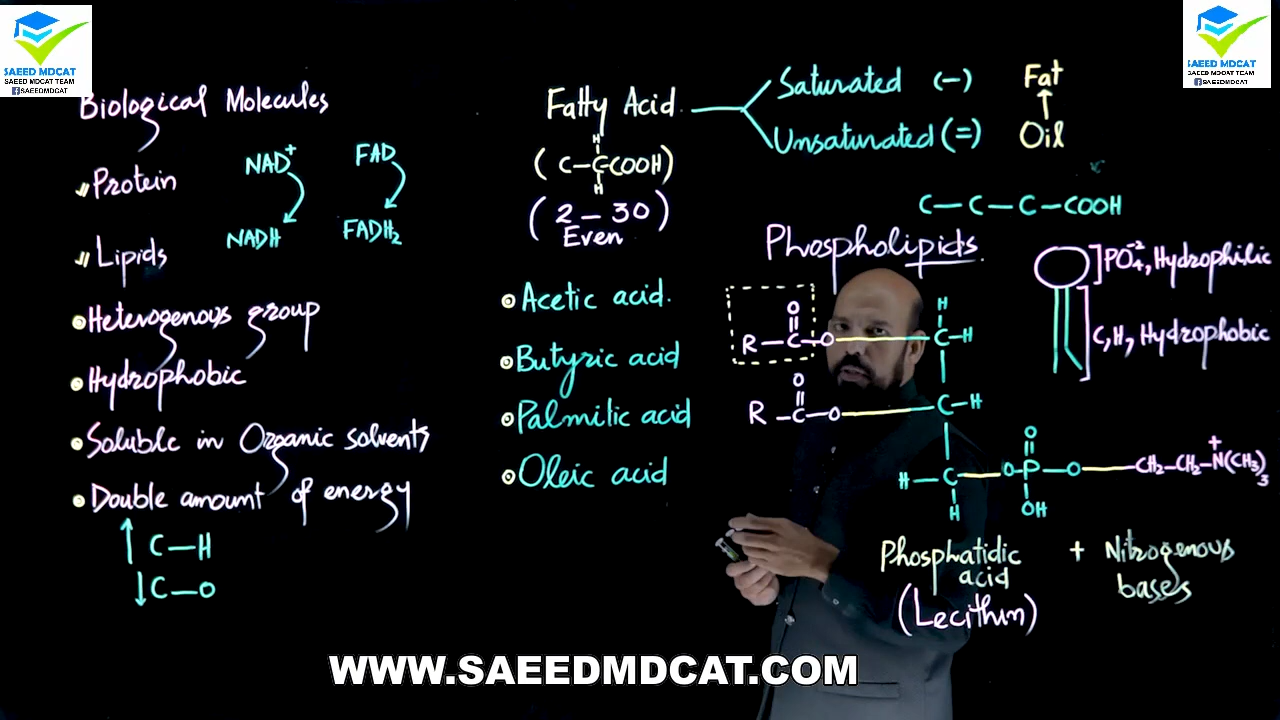 SAEED MDCAT
SAEED MDCAT TEAM
SAEEDMDCAT
SAEED MDCAT
SAEED MDCAT TEAM
SAEEDMDCAT
Biological Molecules
Protein
NAD+
NADH
FAD
FADH2
Lipids
Heterogenous group
Hydrophobic
Soluble in Organic solvents
Double amount of energy
↑ C—H
↓ C—O
Fatty Acid
Saturated (—)
Unsaturated (=)
Fat
↑
Oil
H
(C—C—COOH)
H
(2—30)
Even
Acetic acid.
Butyric acid
Palmitic acid
Oleic acid
C—C—C—COOH
Phospholipids
PO4-2, Hydrophilic
C, H, Hydrophobic
O H
R—C—O C—H
O
R—C—O C—H
O
H—C O—P—O CH2—CH2—N+(CH3)3
H OH
Phosphatidic acid + Nitrogenous bases
(Lecithin)
WWW.SAEEDMDCAT.COM